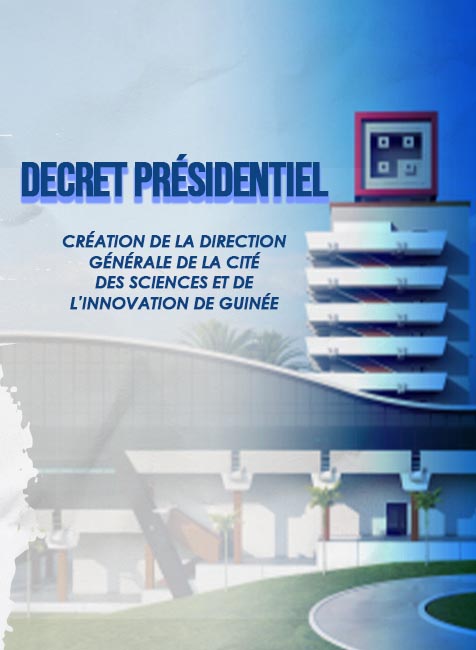 DECRET PRÉSIDENTIEL
CRÉATION DE LA DIRECTION
GÉNÉRALE DE LA CITÉ
DES SCIENCES ET DE
L'INNOVATION DE GUINÉE